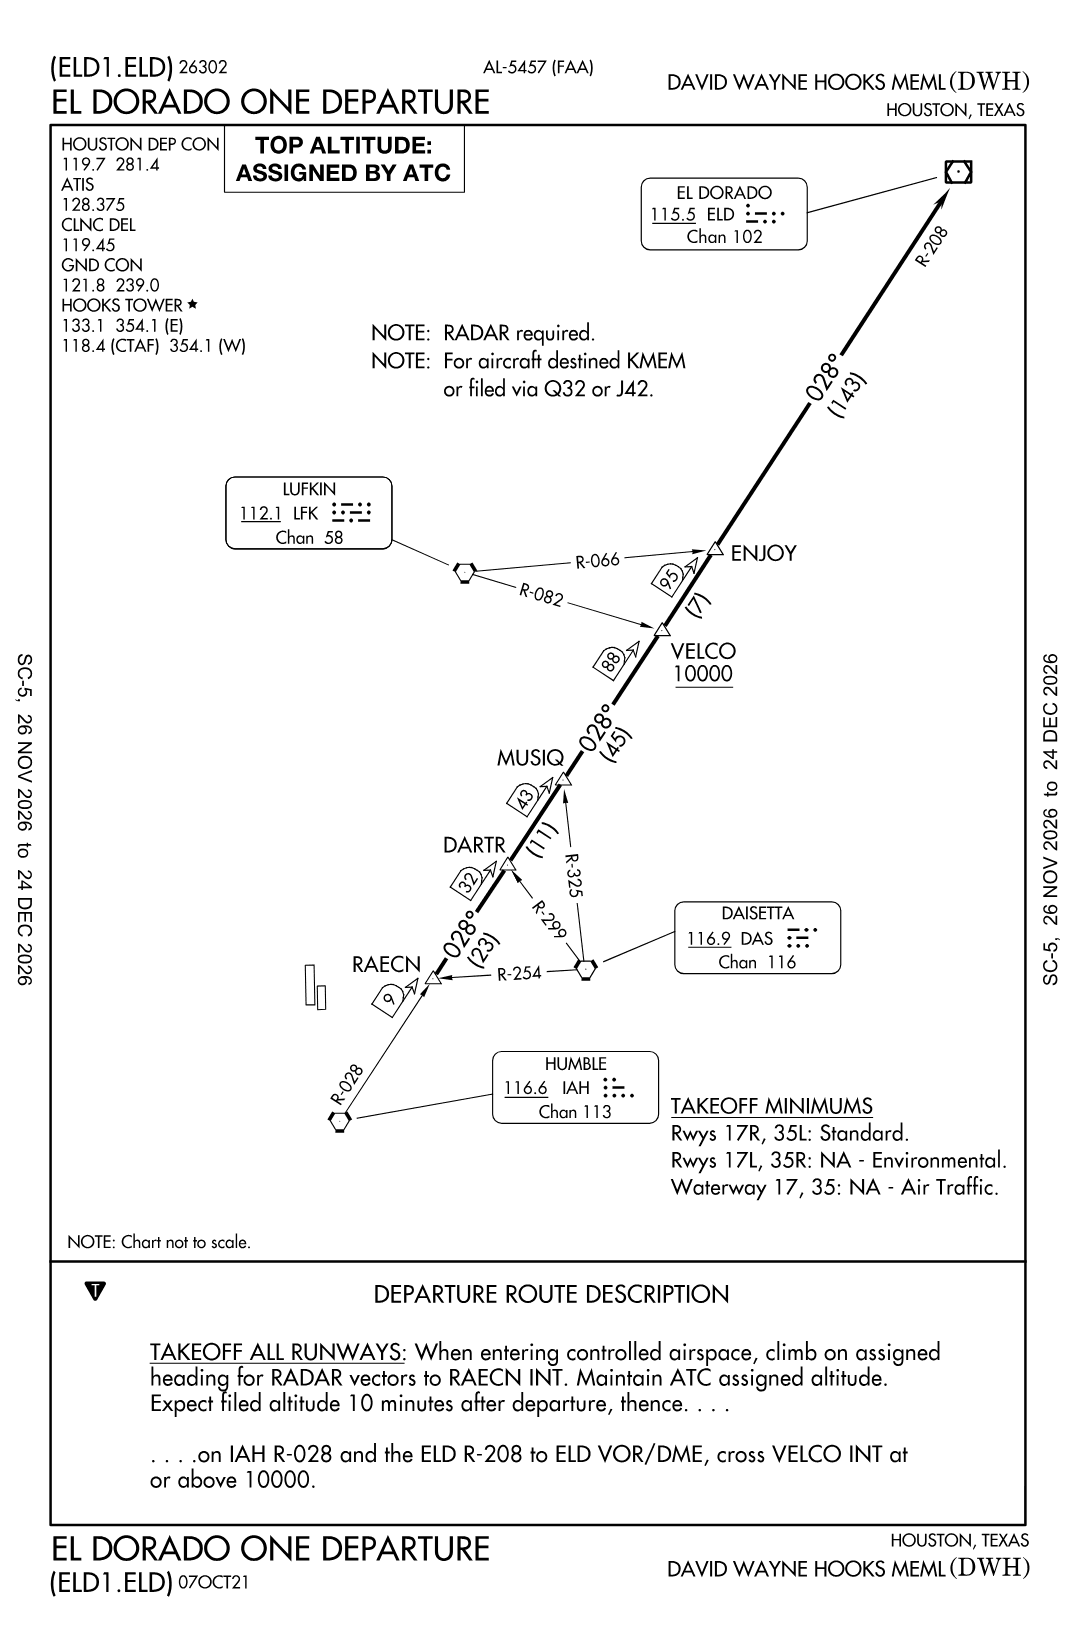 (ELD1.ELD) 26302
AL-5457 (FAA)
DAVID WAYNE HOOKS MEML (DWH)
EL DORADO ONE DEPARTURE
HOUSTON, TEXAS
HOUSTON DEP CON
119.7 281.4
ATIS
128.375
CLNC DEL
119.45
GND CON
121.8 239.0
HOOKS TOWER ★
133.1 354.1 (E)
118.4 (CTAF) 354.1 (W)
TOP ALTITUDE:
ASSIGNED BY ATC
EL DORADO
115.5 ELD
Chan 102
R-208
NOTE: RADAR required.
NOTE: For aircraft destined KMEM
or filed via Q32 or J42.
028°
(143)
LUFKIN
112.1 LFK
Chan 58
R-066
ENJOY
R-082
95
(7)
VELCO
10000
88
028°
(45)
MUSIQ
43
(11)
DARTR
R-325
32
R-299
028°
(23)
DAISETTA
116.9 DAS
Chan 116
RAECN
R-254
9
R-028
HUMBLE
116.6 IAH
Chan 113
TAKEOFF MINIMUMS
Rwys 17R, 35L: Standard.
Rwys 17L, 35R: NA - Environmental.
Waterway 17, 35: NA - Air Traffic.
NOTE: Chart not to scale.
SC-5, 26 NOV 2026 to 24 DEC 2026
SC-5, 26 NOV 2026 to 24 DEC 2026
T
DEPARTURE ROUTE DESCRIPTION
TAKEOFF ALL RUNWAYS: When entering controlled airspace, climb on assigned
heading for RADAR vectors to RAECN INT. Maintain ATC assigned altitude.
Expect filed altitude 10 minutes after departure, thence. . . .
. . . .on IAH R-028 and the ELD R-208 to ELD VOR/DME, cross VELCO INT at
or above 10000.
EL DORADO ONE DEPARTURE
HOUSTON, TEXAS
(ELD1.ELD) 07OCT21
DAVID WAYNE HOOKS MEML (DWH)